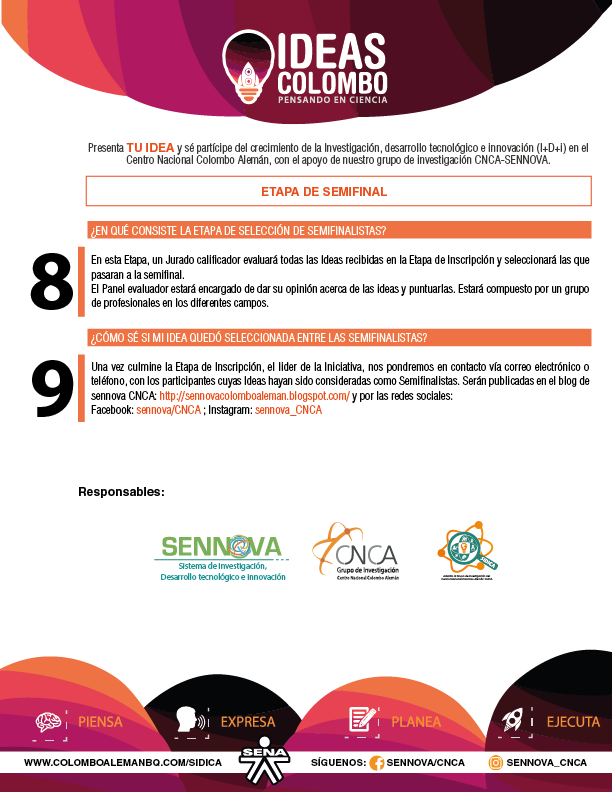 IDEAS
COLOMBO
PENSANDO EN CIENCIA
Presenta TU IDEA y sé partícipe del crecimiento de la Investigación, desarrollo tecnológico e innovación (I+D+i) en el
Centro Nacional Colombo Alemán, con el apoyo de nuestro grupo de investigación CNCA-SENNOVA.
ETAPA DE SEMIFINAL
¿EN QUÉ CONSISTE LA ETAPA DE SELECCIÓN DE SEMIFINALISTAS?
8
En esta Etapa, un Jurado calificador evaluará todas las Ideas recibidas en la Etapa de Inscripción y seleccionará las que
pasaran a la semifinal.
El Panel evaluador estará encargado de dar su opinión acerca de las ideas y puntuarlas. Estará compuesto por un grupo
de profesionales en los diferentes campos.
¿CÓMO SÉ SI MI IDEA QUEDÓ SELECCIONADA ENTRE LAS SEMIFINALISTAS?
9
Una vez culmine la Etapa de Inscripción, el lider de la Iniciativa, nos pondremos en contacto vía correo electrónico o
teléfono, con los participantes cuyas Ideas hayan sido consideradas como Semifinalistas. Serán publicadas en el blog de
sennova CNCA: http://sennovacolomboaleman.blogspot.com/ y por las redes sociales:
Facebook: sennova/CNCA ; Instagram: sennova_CNCA
Responsables:
SENNOVA
Sistema de Investigación,
Desarrollo tecnológico e Innovación
CNCA
Grupo de Investigación
Centro Nacional Colombo Alemán
PIENSA
EXPRESA
PLANEA
EJECUTA
WWW.COLOMBOALEMANBQ.COM/SIDICA
SENA
SÍGUENOS:
SENNOVA/CNCA
SENNOVA_CNCA